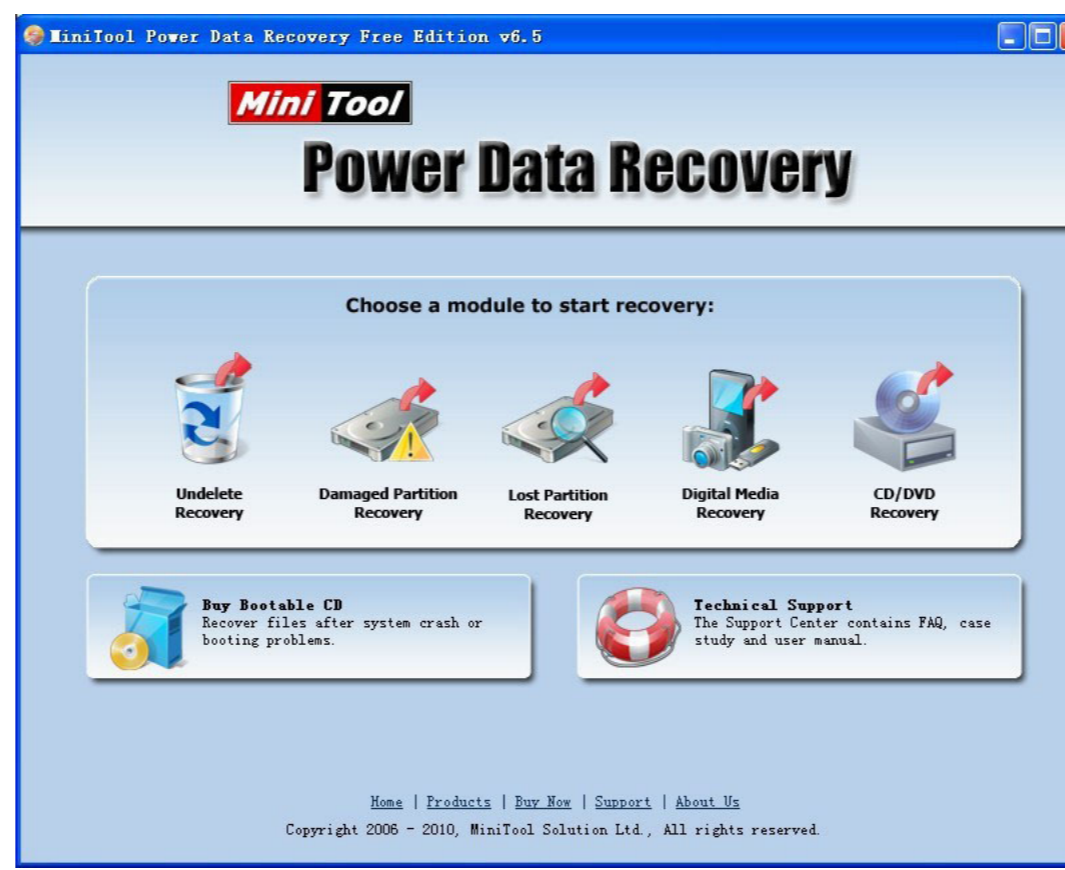 MiniTool Power Data Recovery Free Edition v6.5
Mini Tool
Power Data Recovery
Choose a module to start recovery:
Undelete
Recovery
Damaged Partition
Recovery
Lost Partition
Recovery
Digital Media
Recovery
CD/DVD
Recovery
Buy Bootable CD
Recover files after system crash or
booting problems.
Technical Support
The Support Center contains FAQ, case
study and user manual.
Home | Products | Buy Now | Support | About Us
Copyright 2006 - 2010, MiniTool Solution Ltd., All rights reserved.